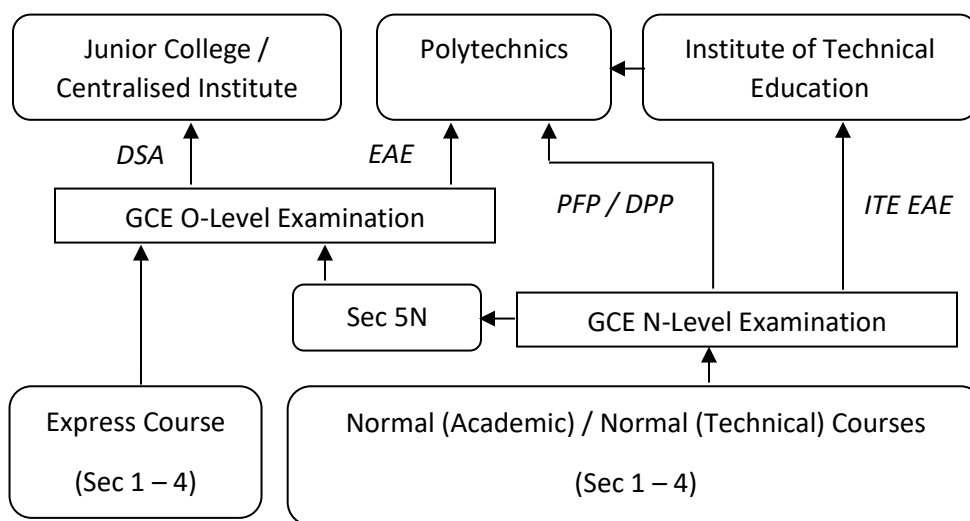 Junior College /
Centralised Institute
Polytechnics
Institute of Technical
Education
DSA
EAE
PFP / DPP
ITE EAE
GCE O-Level Examination
Sec 5N
GCE N-Level Examination
Express Course
(Sec 1 – 4)
Normal (Academic) / Normal (Technical) Courses
(Sec 1 – 4)